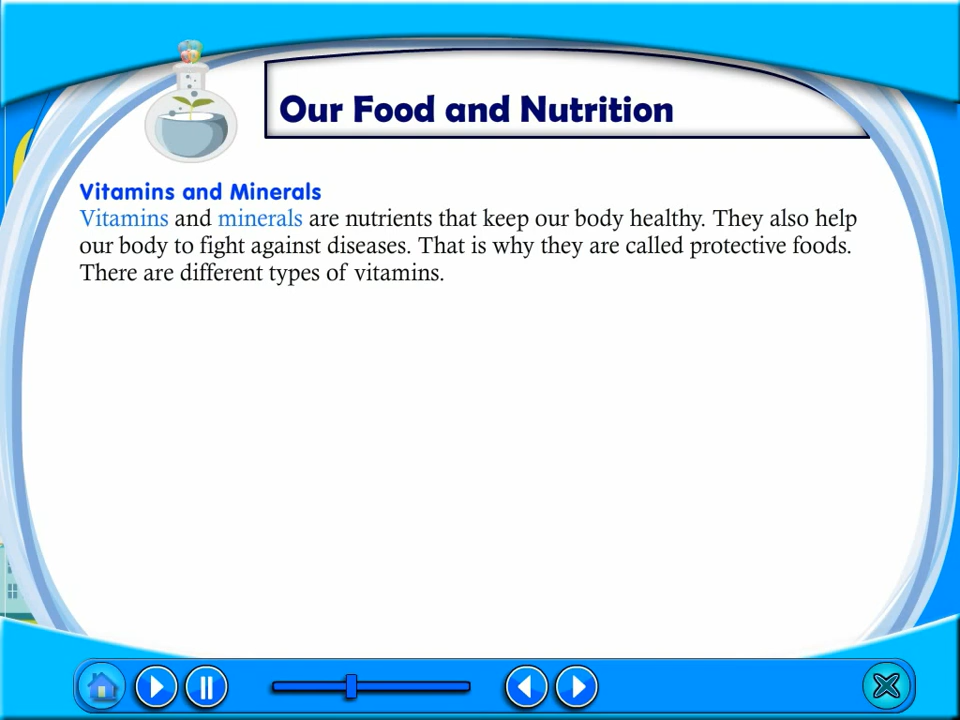 Our Food and Nutrition
Vitamins and Minerals
Vitamins and minerals are nutrients that keep our body healthy. They also help
our body to fight against diseases. That is why they are called protective foods.
There are different types of vitamins.